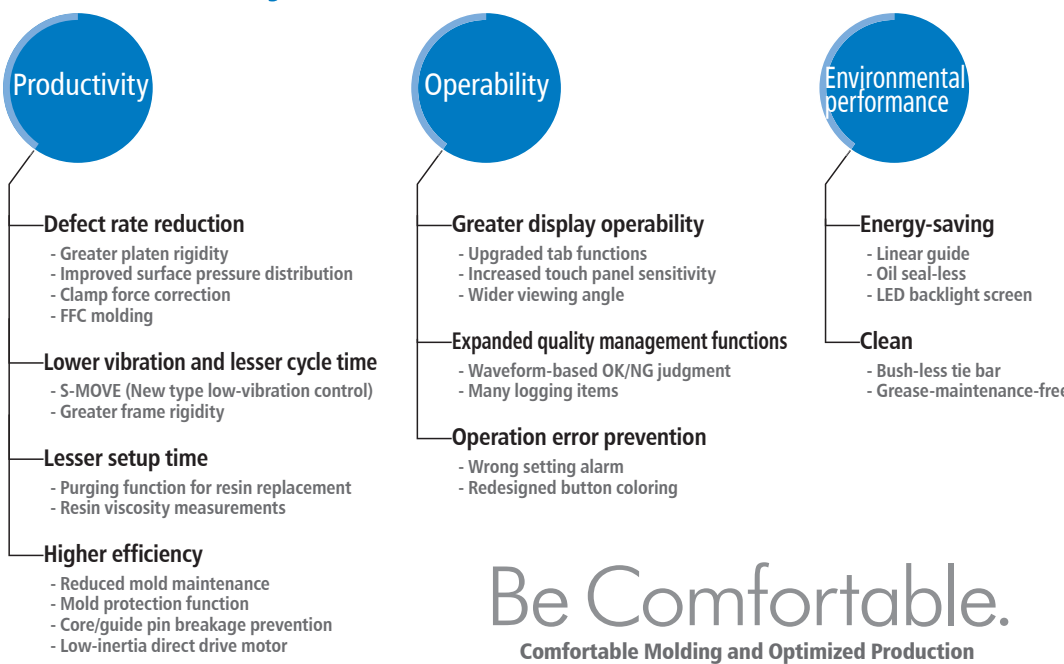 Productivity
Defect rate reduction
- Greater platen rigidity
- Improved surface pressure distribution
- Clamp force correction
- FFC molding
Lower vibration and lesser cycle time
- S-MOVE (New type low-vibration control)
- Greater frame rigidity
Lesser setup time
- Purging function for resin replacement
- Resin viscosity measurements
Higher efficiency
- Reduced mold maintenance
- Mold protection function
- Core/guide pin breakage prevention
- Low-inertia direct drive motor
Operability
Greater display operability
- Upgraded tab functions
- Increased touch panel sensitivity
- Wider viewing angle
Expanded quality management functions
- Waveform-based OK/NG judgment
- Many logging items
Operation error prevention
- Wrong setting alarm
- Redesigned button coloring
Environmental
performance
Energy-saving
- Linear guide
- Oil seal-less
- LED backlight screen
Clean
- Bush-less tie bar
- Grease-maintenance-free
Be Comfortable.
Comfortable Molding and Optimized Production